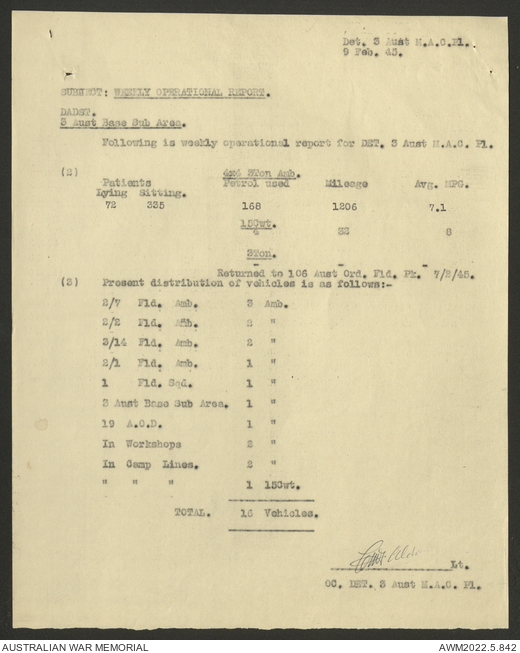 Det. 3 Aust M.A.C.Pl.
9 Feb. 45.
SUBJECT: WEEKLY OPERATIONAL REPORT.
DADST.
3 Aust Base Sub Area.
Following is weekly operational report for DET. 3 Aust M.A.C. Pl.
(2) 4x4 3Ton Amb.
Patients Petrol used Mileage Avg. MPG.
Lying Sitting.
72 335 168 1206 7.1
15Cwt.
4 32 8
3Ton.
- - -
Returned to 106 Aust Ord. Fld. Pk. 7/2/45.
(3) Present distribution of vehicles is as follows:-
2/7 Fld. Amb. 3 Amb.
2/2 Fld. Amb. 2 "
3/14 Fld. Amb. 2 "
2/1 Fld. Amb. 1 "
1 Fld. Sqd. 1 "
3 Aust Base Sub Area. 1 "
19 A.O.D. 1 "
In Workshops 2 "
In Camp Lines. 2 "
" " " 1 15Cwt.
TOTAL. 16 Vehicles.
Lt.
OC. DET. 3 Aust M.A.C. Pl.
AUSTRALIAN WAR MEMORIAL AWM2022.5.842